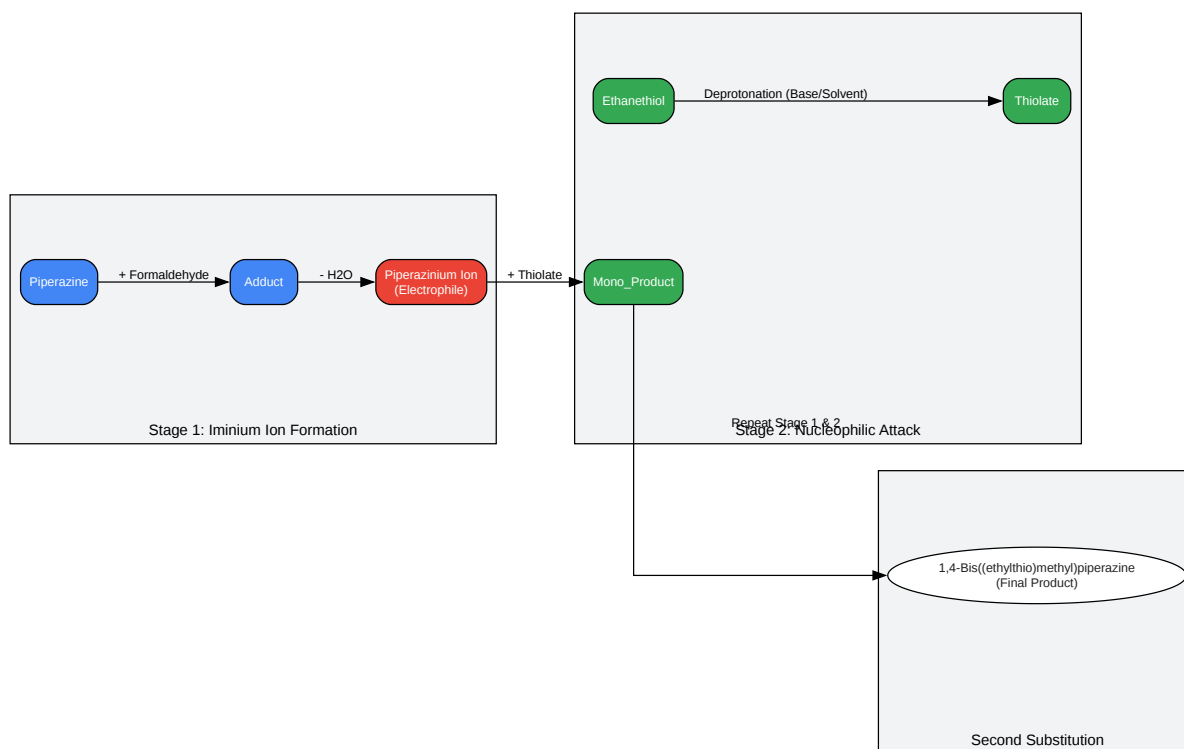 Ethanethiol
Deprotonation (Base/Solvent)
Thiolate
Piperazine
+ Formaldehyde
Adduct
- H2O
Piperazinium Ion
(Electrophile)
+ Thiolate
Mono_Product
Stage 1: Iminium Ion Formation
Repeat Stage 1 & 2
Stage 2: Nucleophilic Attack
1,4-Bis((ethylthio)methyl)piperazine
(Final Product)
Second Substitution